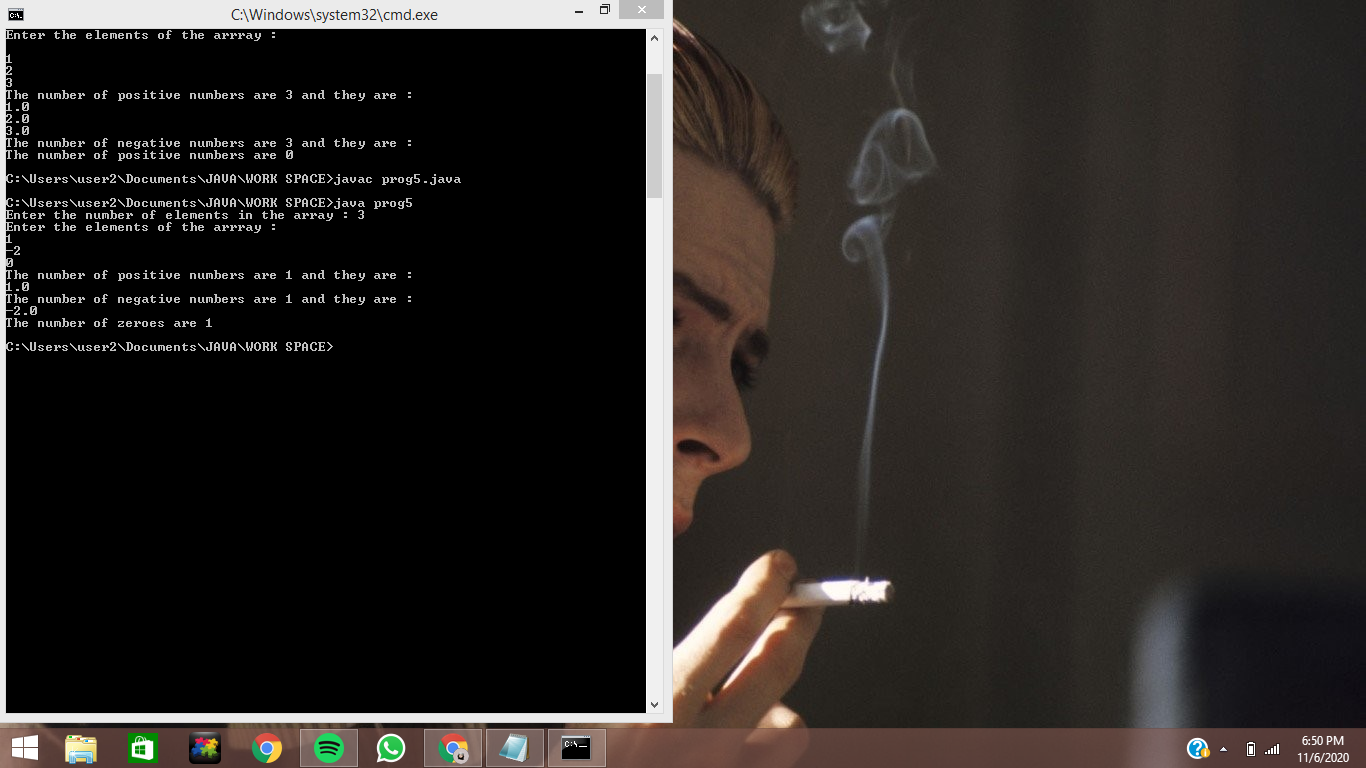 C:\Windows\system32\cmd.exe
Enter the elements of the arrray :
1
2
3
The number of positive numbers are 3 and they are :
1.0
2.0
3.0
The number of negative numbers are 3 and they are :
The number of positive numbers are 0
C:\Users\user2\Documents\JAVA\WORK SPACE>javac prog5.java
C:\Users\user2\Documents\JAVA\WORK SPACE>java prog5
Enter the number of elements in the array : 3
Enter the elements of the arrray :
1
-2
0
The number of positive numbers are 1 and they are :
1.0
The number of negative numbers are 1 and they are :
-2.0
The number of zeroes are 1
C:\Users\user2\Documents\JAVA\WORK SPACE>
6:50 PM
11/6/2020